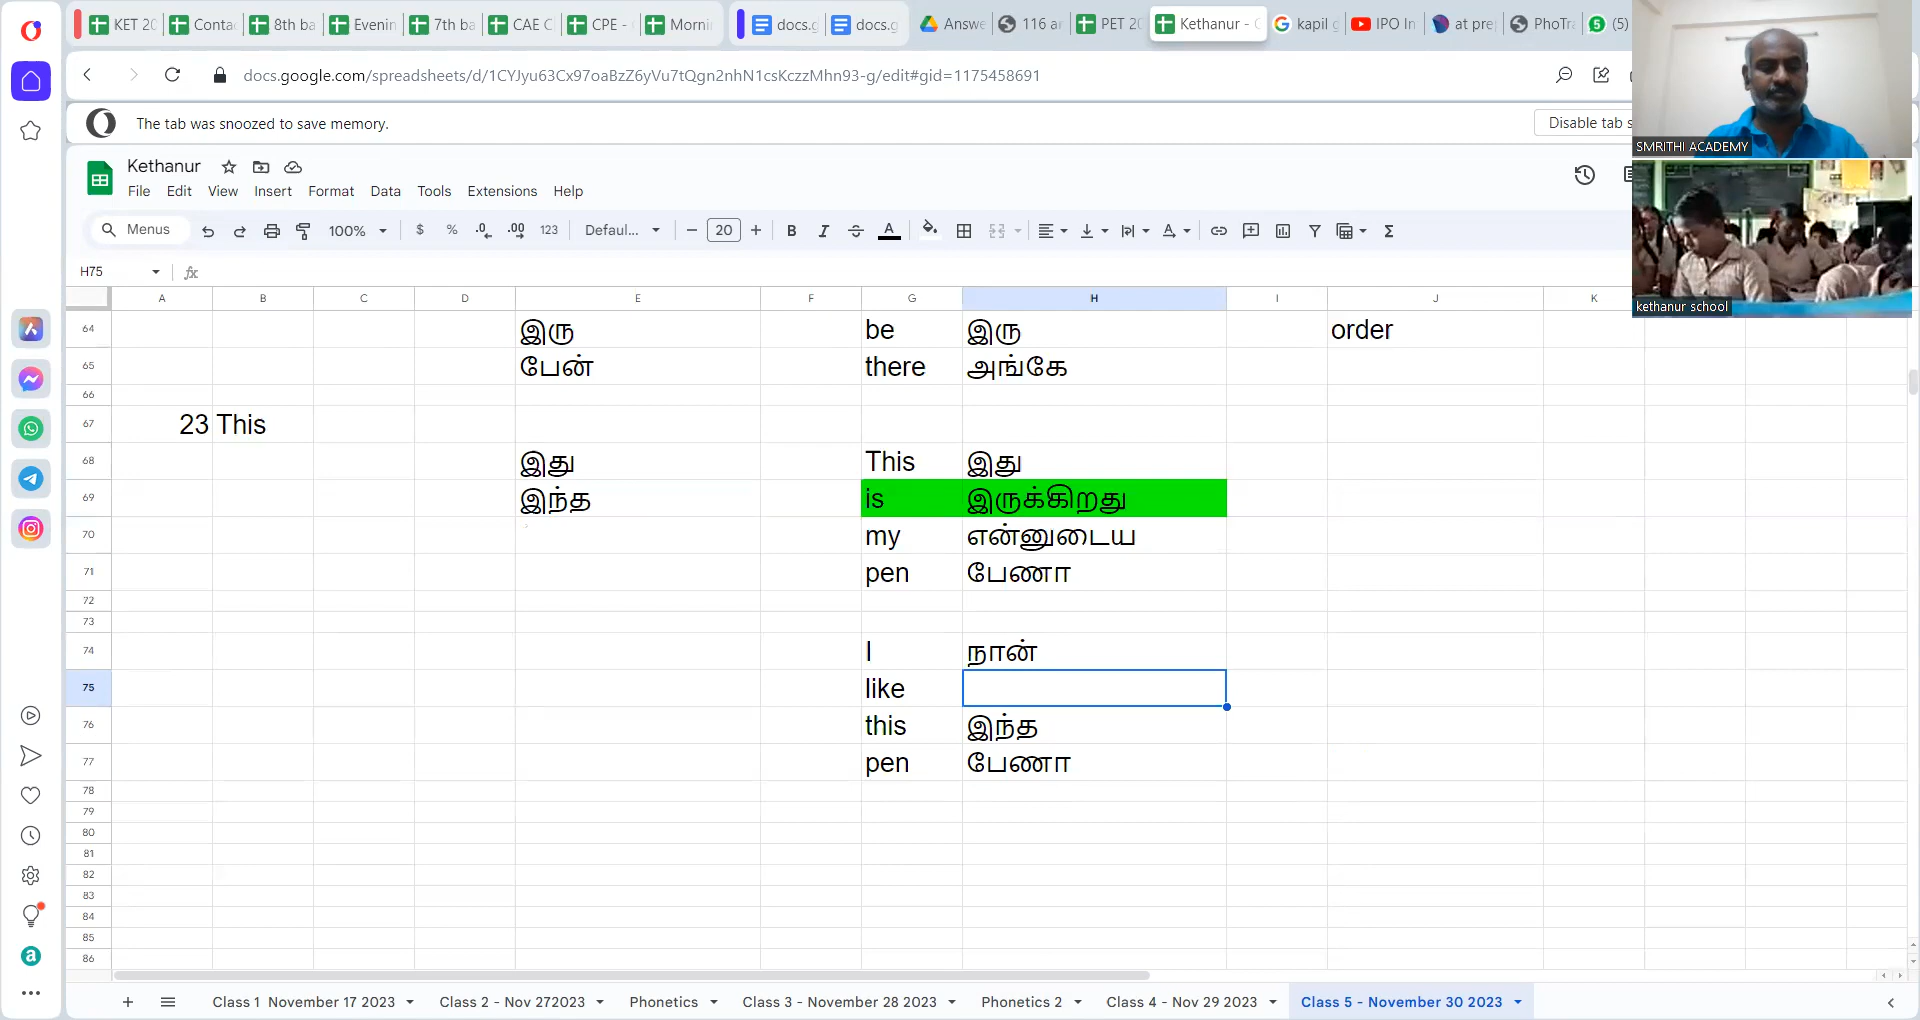 KET 20 Conta 8th ba Evenin 7th ba CAE C CPE - Morni docs.g docs.g Answe 116 ar PET 20 Kethanur - kapil g IPO In at pre PhoTra (5)
docs.google.com/spreadsheets/d/1CYJyu63Cx97oaBzZ6yVu7tQgn2nhN1csKczzMhn93-g/edit#gid=1175458691
The tab was snoozed to save memory. Disable tab s
SMRITHI ACADEMY
Kethanur
File Edit View Insert Format Data Tools Extensions Help
Menus 100% $ % .0 .00 123 Defaul... 20 B I A
H75 fx
kethanur school
A B C D E F G H I J K
64 இரு be இரு order
65 பேன் there அங்கே
66
67 23 This
68 இது This இது
69 இந்த is இருக்கிறது
70 my என்னுடைய
71 pen பேனா
72
73
74 I நான்
75 like
76 this இந்த
77 pen பேனா
78
79
80
81
82
83
84
85
86
Class 1 November 17 2023 Class 2 - Nov 272023 Phonetics Class 3 - November 28 2023 Phonetics 2 Class 4 - Nov 29 2023 Class 5 - November 30 2023